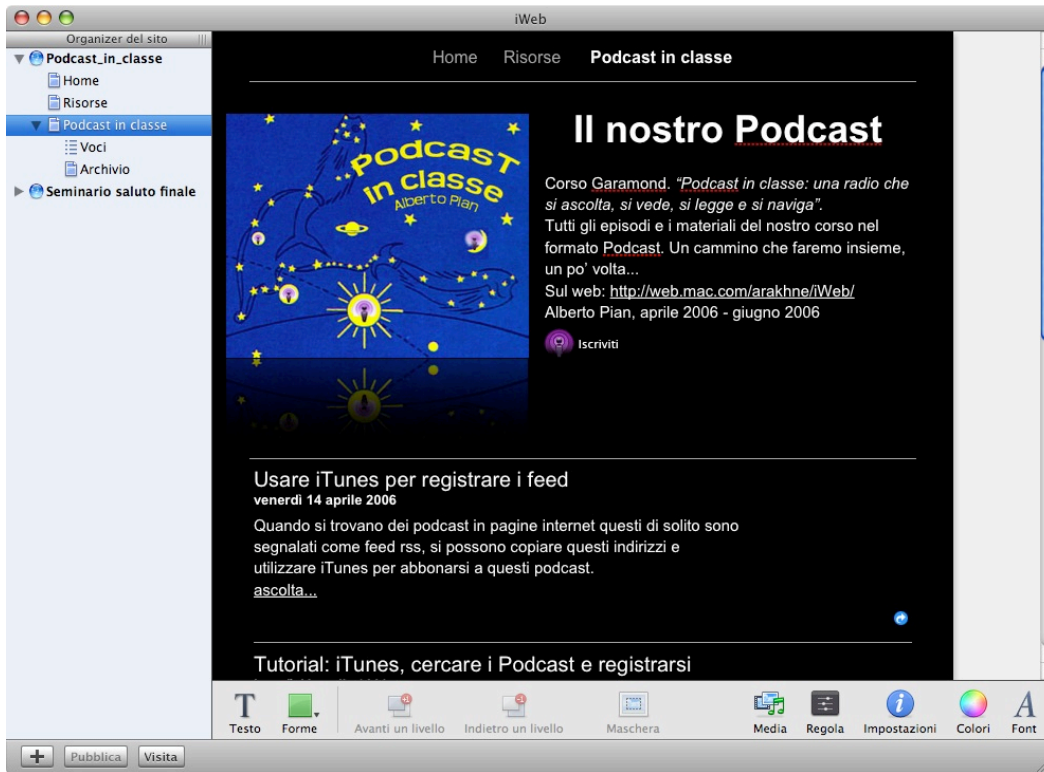 iWeb
Organizer del sito
Podcast_in_classe
Home
Risorse
Podcast in classe
Voci
Archivio
Seminario saluto finale
Home Risorse Podcast in classe
Podcast
in classe
Alberto Pian
Il nostro Podcast
Corso Garamond. “Podcast in classe: una radio che
si ascolta, si vede, si legge e si naviga”.
Tutti gli episodi e i materiali del nostro corso nel
formato Podcast. Un cammino che faremo insieme,
un po’ volta...
Sul web: http://web.mac.com/arakhne/iWeb/
Alberto Pian, aprile 2006 - giugno 2006
Iscriviti
Usare iTunes per registrare i feed
venerdì 14 aprile 2006
Quando si trovano dei podcast in pagine internet questi di solito sono
segnalati come feed rss, si possono copiare questi indirizzi e
utilizzare iTunes per abbonarsi a questi podcast.
ascolta...
Tutorial: iTunes, cercare i Podcast e registrarsi
Testo Forme Avanti un livello Indietro un livello Maschera Media Regola Impostazioni Colori Font
Pubblica Visita